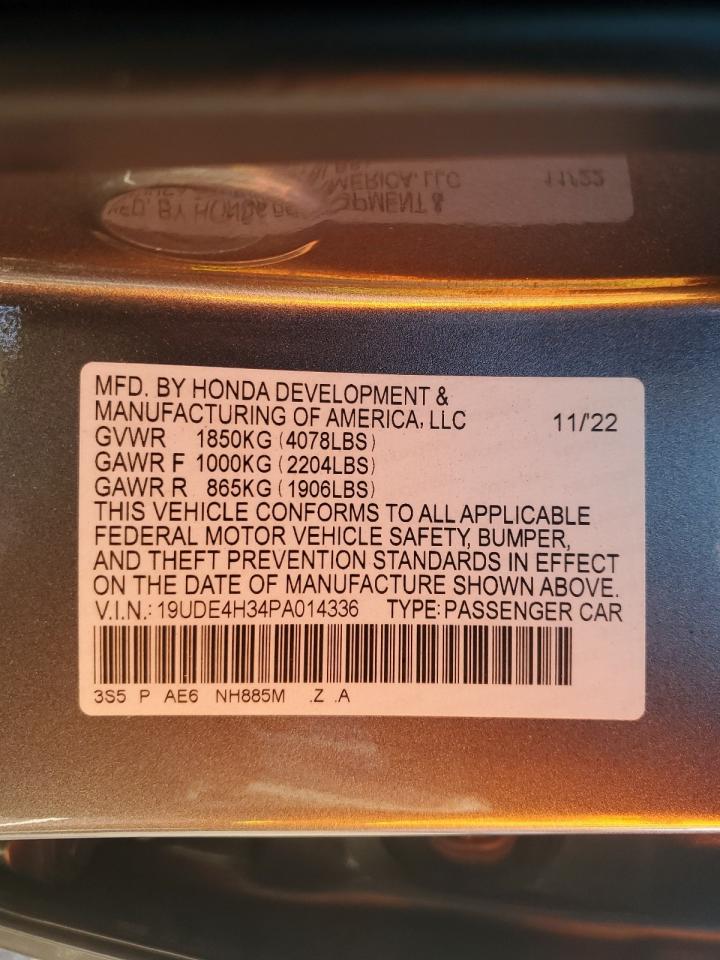 MFD. BY HONDA DEVELOPMENT &
MANUFACTURING OF AMERICA, LLC 11/'22
GVWR 1850KG (4078LBS)
GAWR F 1000KG (2204LBS)
GAWR R 865KG (1906LBS)
THIS VEHICLE CONFORMS TO ALL APPLICABLE
FEDERAL MOTOR VEHICLE SAFETY, BUMPER,
AND THEFT PREVENTION STANDARDS IN EFFECT
ON THE DATE OF MANUFACTURE SHOWN ABOVE.
V.I.N.: 19UDE4H34PA014336 TYPE: PASSENGER CAR
3S5 P AE6 NH885M .Z .A